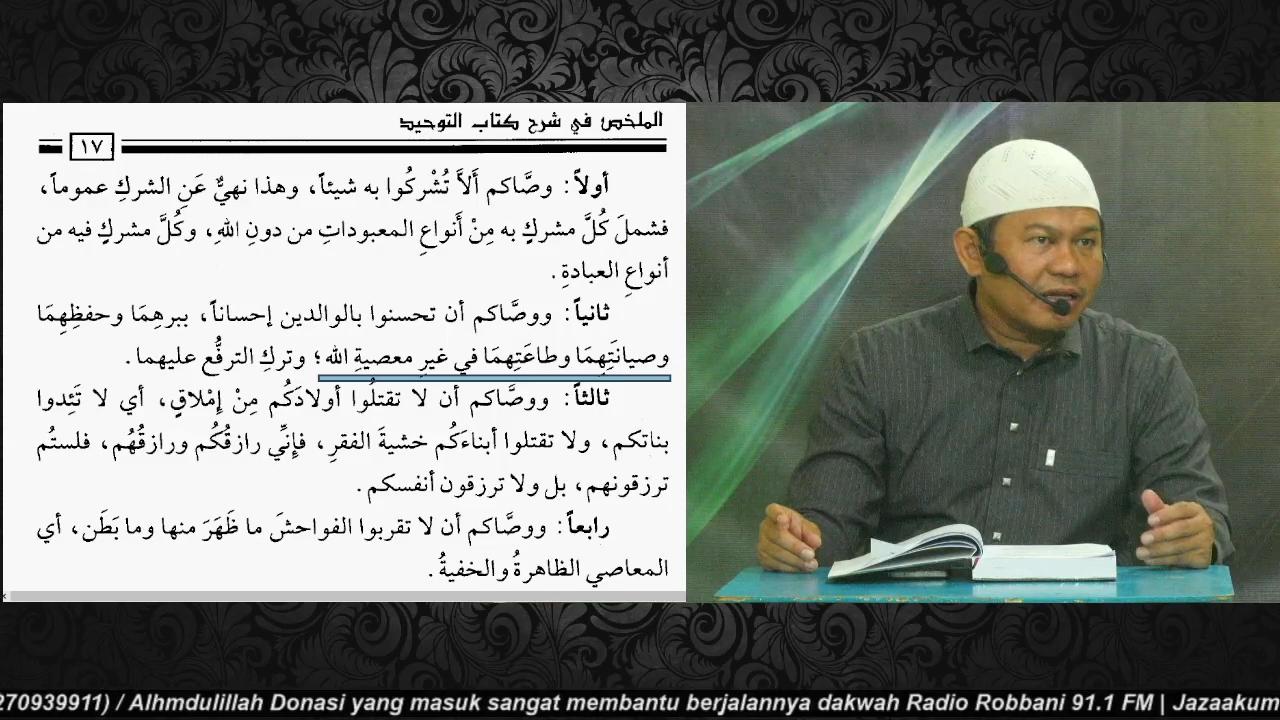 الملخص في شرح كتاب التوحيد
١٧
أولاً: وصَّاكم أَلاَّ تُشْركُوا به شيئاً، وهذا نهيٌّ عَنِ الشركِ عموماً،
فشملَ كُلَّ مشركٍ به مِنْ أَنواعِ المعبوداتِ من دونِ اللهِ، وكُلَّ مشركٍ فيه من
أنواعِ العبادةِ.
ثانياً: ووصَّاكم أن تحسنوا بالوالدين إحساناً، ببرهِمَا وحفظِهِمَا
وصيانَتِهِمَا وطاعَتِهِمَا في غيرِ معصيةِ الله؛ وتركِ الترفُّع عليهما.
ثالثاً: ووصَّاكم أن لا تقتلُوا أولادَكُم مِنْ إِمْلاقٍ، أي لا تَئِدوا
بناتكم، ولا تقتلوا أبناءَكُم خشيةَ الفقرِ، فإنِّي رازقُكُم ورازقُهُم، فلستُم
ترزقونهم، بل ولا ترزقون أنفسكم.
رابعاً: ووصَّاكم أن لا تقربوا الفواحشَ ما ظَهَرَ منها وما بَطَن، أي
المعاصي الظاهرةُ والخفيةُ.
270939911) / Alhmdulillah Donasi yang masuk sangat membantu berjalannya dakwah Radio Robbani 91.1 FM | Jazaakum